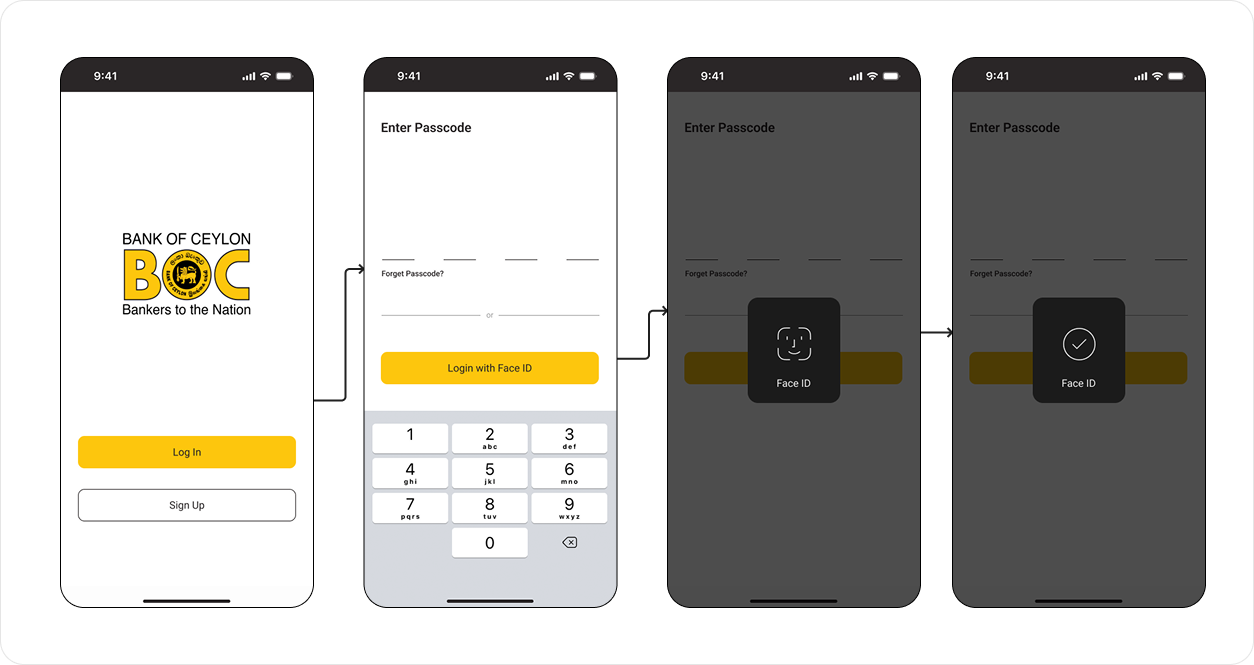 9:41
BANK OF CEYLON
BOC
Bankers to the Nation
Log In
Sign Up
9:41
Enter Passcode
Forget Passcode?
or
Login with Face ID
1
2
abc
3
def
4
ghi
5
jkl
6
mno
7
pqrs
8
tuv
9
wxyz
0
9:41
Enter Passcode
Forget Passcode?
Face ID
9:41
Enter Passcode
Forget Passcode?
Face ID